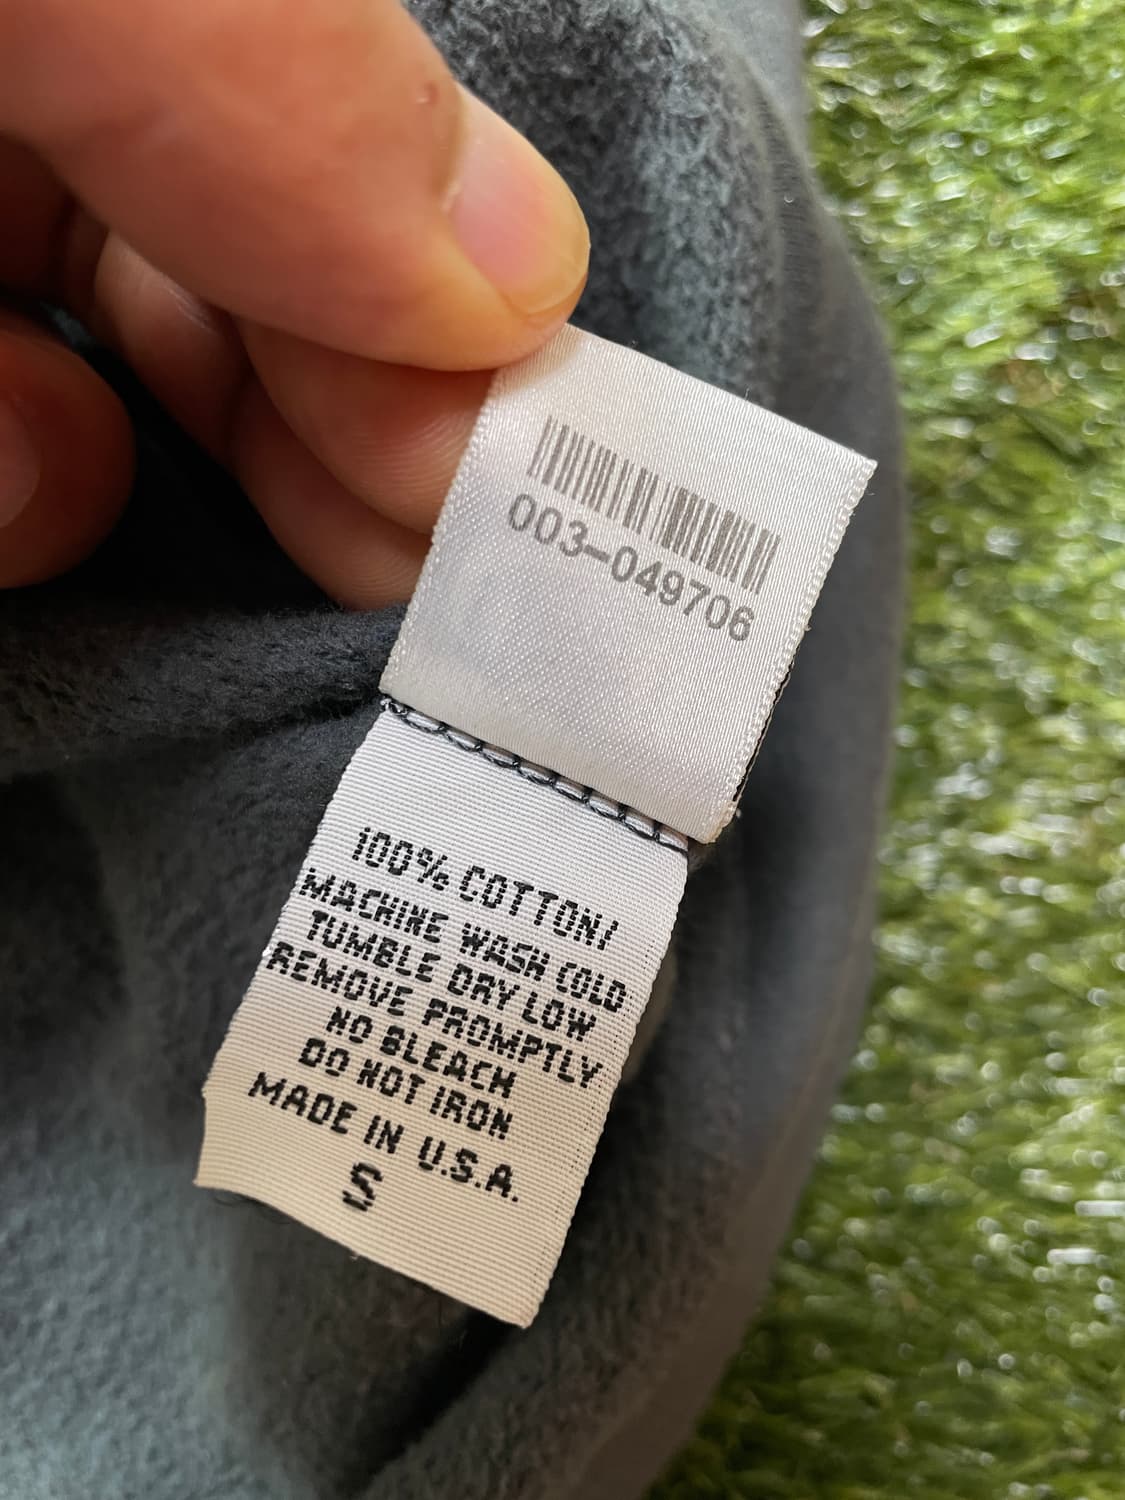 003-049706
100% COTTON/
MACHINE WASH COLD
TUMBLE DRY LOW
REMOVE PROMPTLY
NO BLEACH
DO NOT IRON
MADE IN U.S.A.
S